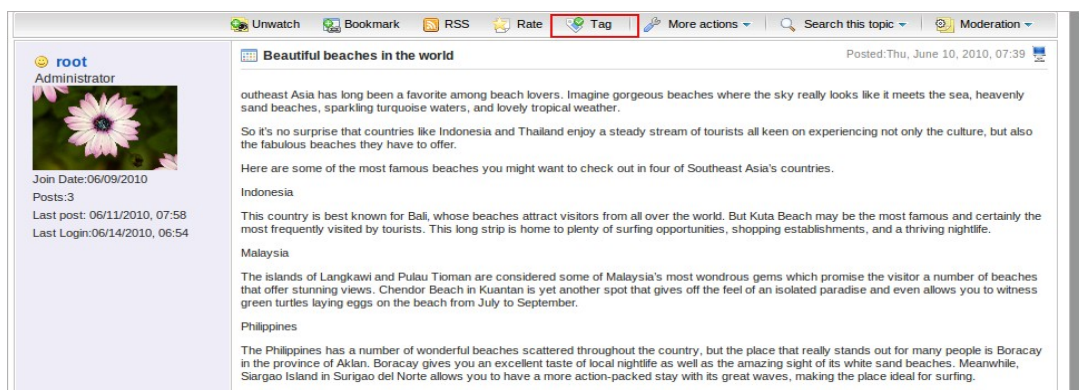 Unwatch Bookmark RSS Rate Tag More actions Search this topic Moderation
root
Administrator
Join Date:06/09/2010
Posts:3
Last post: 06/11/2010, 07:58
Last Login:06/14/2010, 06:54
Beautiful beaches in the world Posted:Thu, June 10, 2010, 07:39
outheast Asia has long been a favorite among beach lovers. Imagine gorgeous beaches where the sky really looks like it meets the sea, heavenly
sand beaches, sparkling turquoise waters, and lovely tropical weather.
So it's no surprise that countries like Indonesia and Thailand enjoy a steady stream of tourists all keen on experiencing not only the culture, but also
the fabulous beaches they have to offer.
Here are some of the most famous beaches you might want to check out in four of Southeast Asia's countries.
Indonesia
This country is best known for Bali, whose beaches attract visitors from all over the world. But Kuta Beach may be the most famous and certainly the
most frequently visited by tourists. This long strip is home to plenty of surfing opportunities, shopping establishments, and a thriving nightlife.
Malaysia
The islands of Langkawi and Pulau Tioman are considered some of Malaysia's most wondrous gems which promise the visitor a number of beaches
that offer stunning views. Chendor Beach in Kuantan is yet another spot that gives off the feel of an isolated paradise and even allows you to witness
green turtles laying eggs on the beach from July to September.
Philippines
The Philippines has a number of wonderful beaches scattered throughout the country, but the place that really stands out for many people is Boracay
in the province of Aklan. Boracay gives you an excellent taste of local nightlife as well as the amazing sight of its white sand beaches. Meanwhile,
Siargao Island in Surigao del Norte allows you to have a more action-packed stay with its great waves, making the place ideal for surfing.